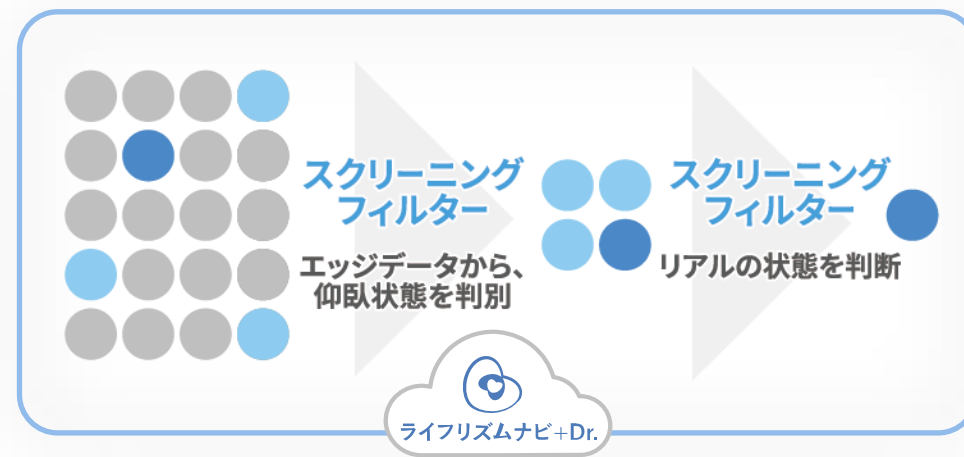 スクリーニング
フィルター
エッジデータから、
仰臥状態を判別
スクリーニング
フィルター
リアルの状態を判断
ライフリズムナビ+Dr.